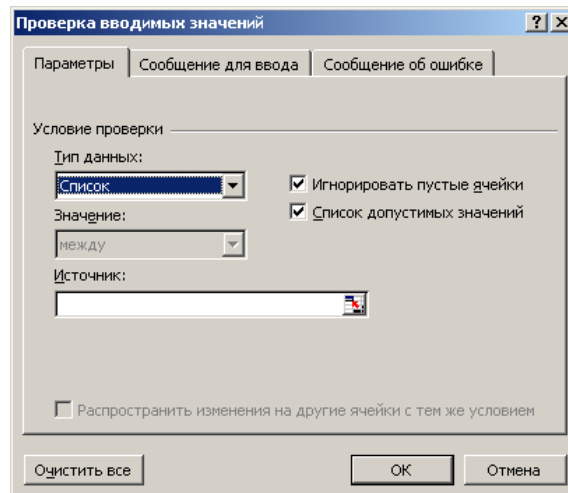 Проверка вводимых значений
Параметры Сообщение для ввода Сообщение об ошибке
Условие проверки
Тип данных:
Список Игнорировать пустые ячейки
Значение: Список допустимых значений
между
Источник:
Распространить изменения на другие ячейки с тем же условием
Очистить все ОК Отмена